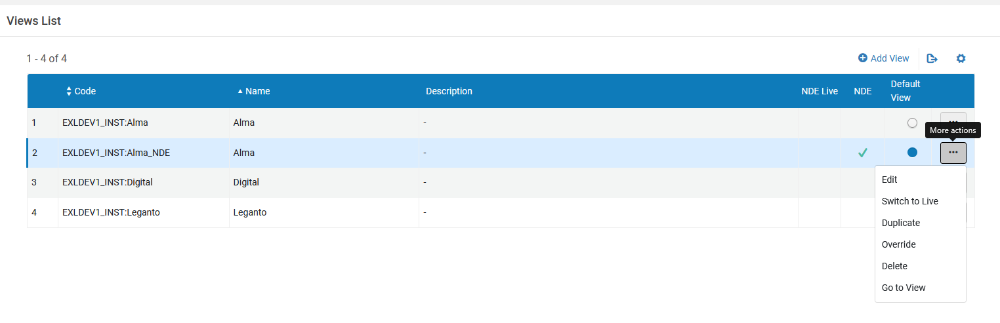 Views List
1 - 4 of 4
Add View
Code Name Description NDE Live NDE Default View
1 EXLDEV1_INST:Alma Alma -
More actions
2 EXLDEV1_INST:Alma_NDE Alma -
3 EXLDEV1_INST:Digital Digital -
4 EXLDEV1_INST:Leganto Leganto -
Edit
Switch to Live
Duplicate
Override
Delete
Go to View